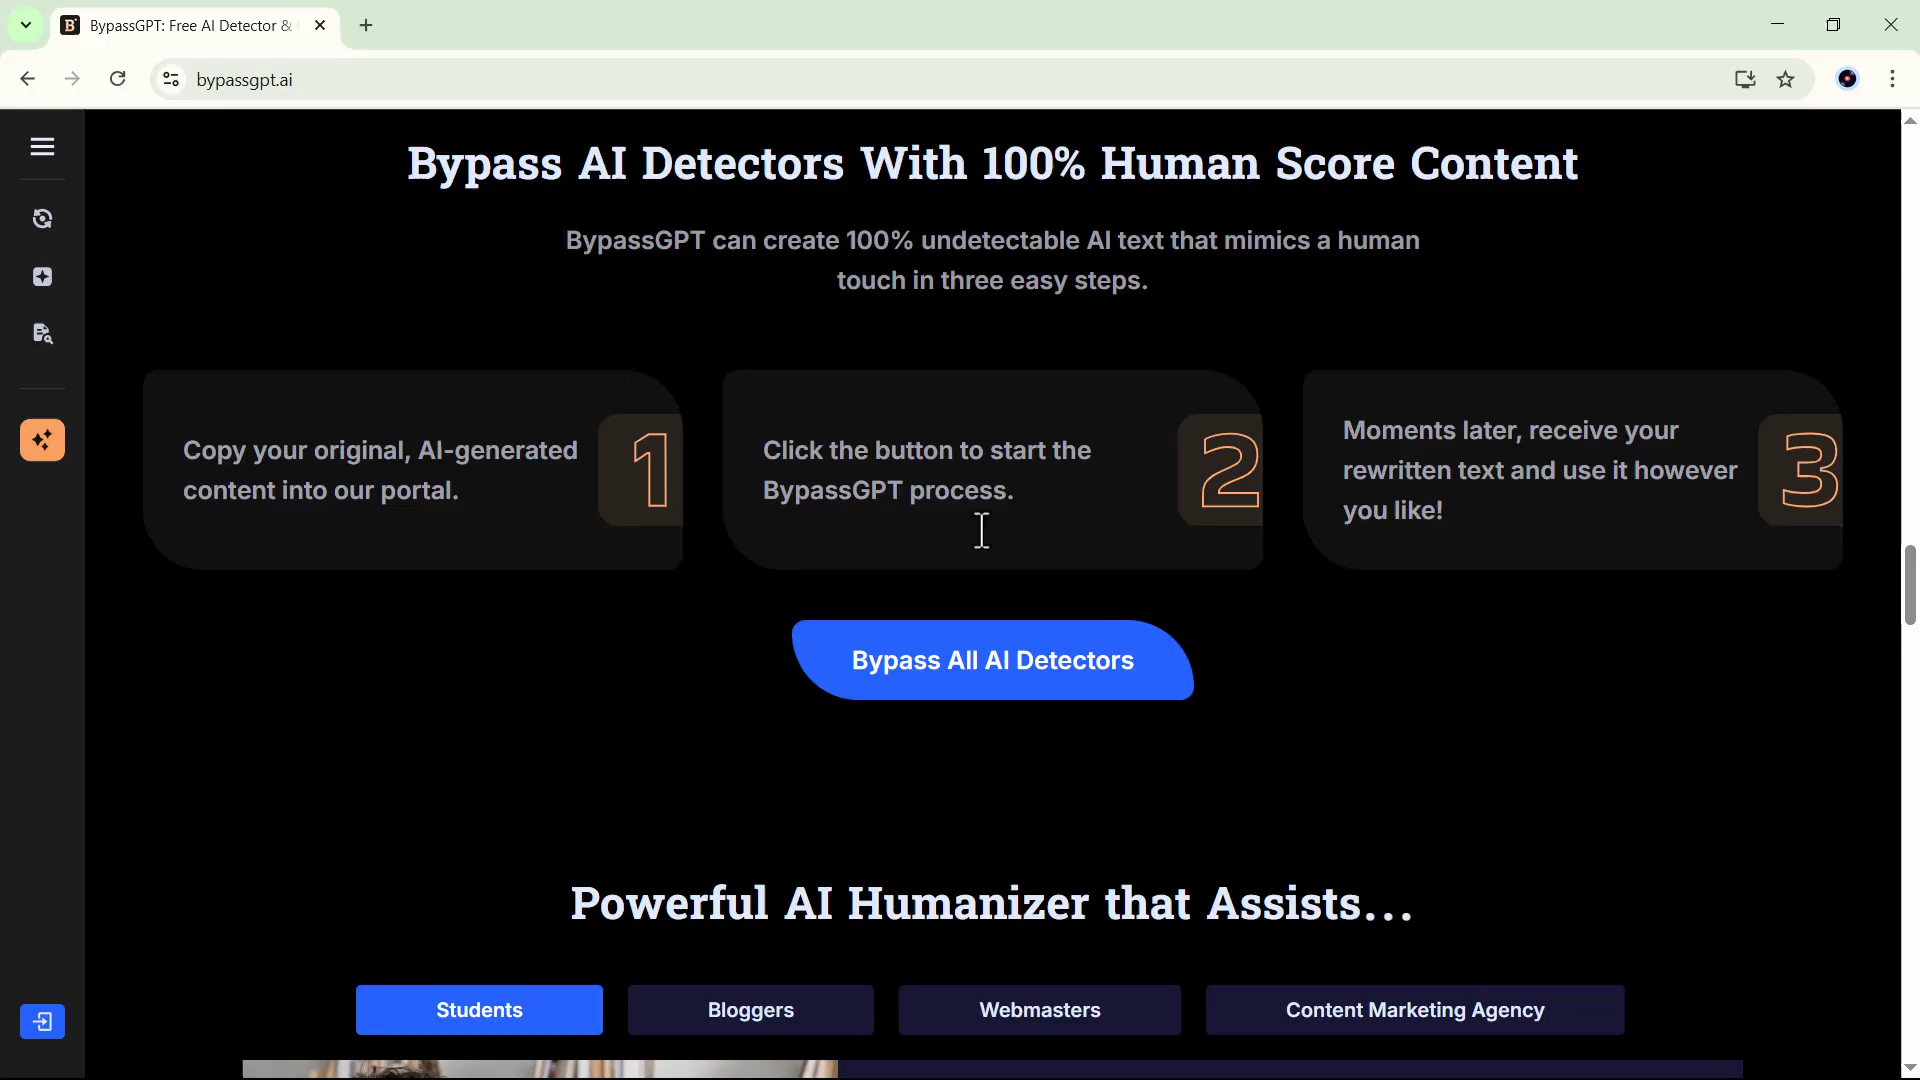 BypassGPT: Free AI Detector &
bypassgpt.ai
Bypass AI Detectors With 100% Human Score Content
BypassGPT can create 100% undetectable AI text that mimics a human
touch in three easy steps.
Copy your original, AI-generated
content into our portal.
1
Click the button to start the
BypassGPT process.
2
Moments later, receive your
rewritten text and use it however
you like!
3
Bypass All AI Detectors
Powerful AI Humanizer that Assists...
Students
Bloggers
Webmasters
Content Marketing Agency